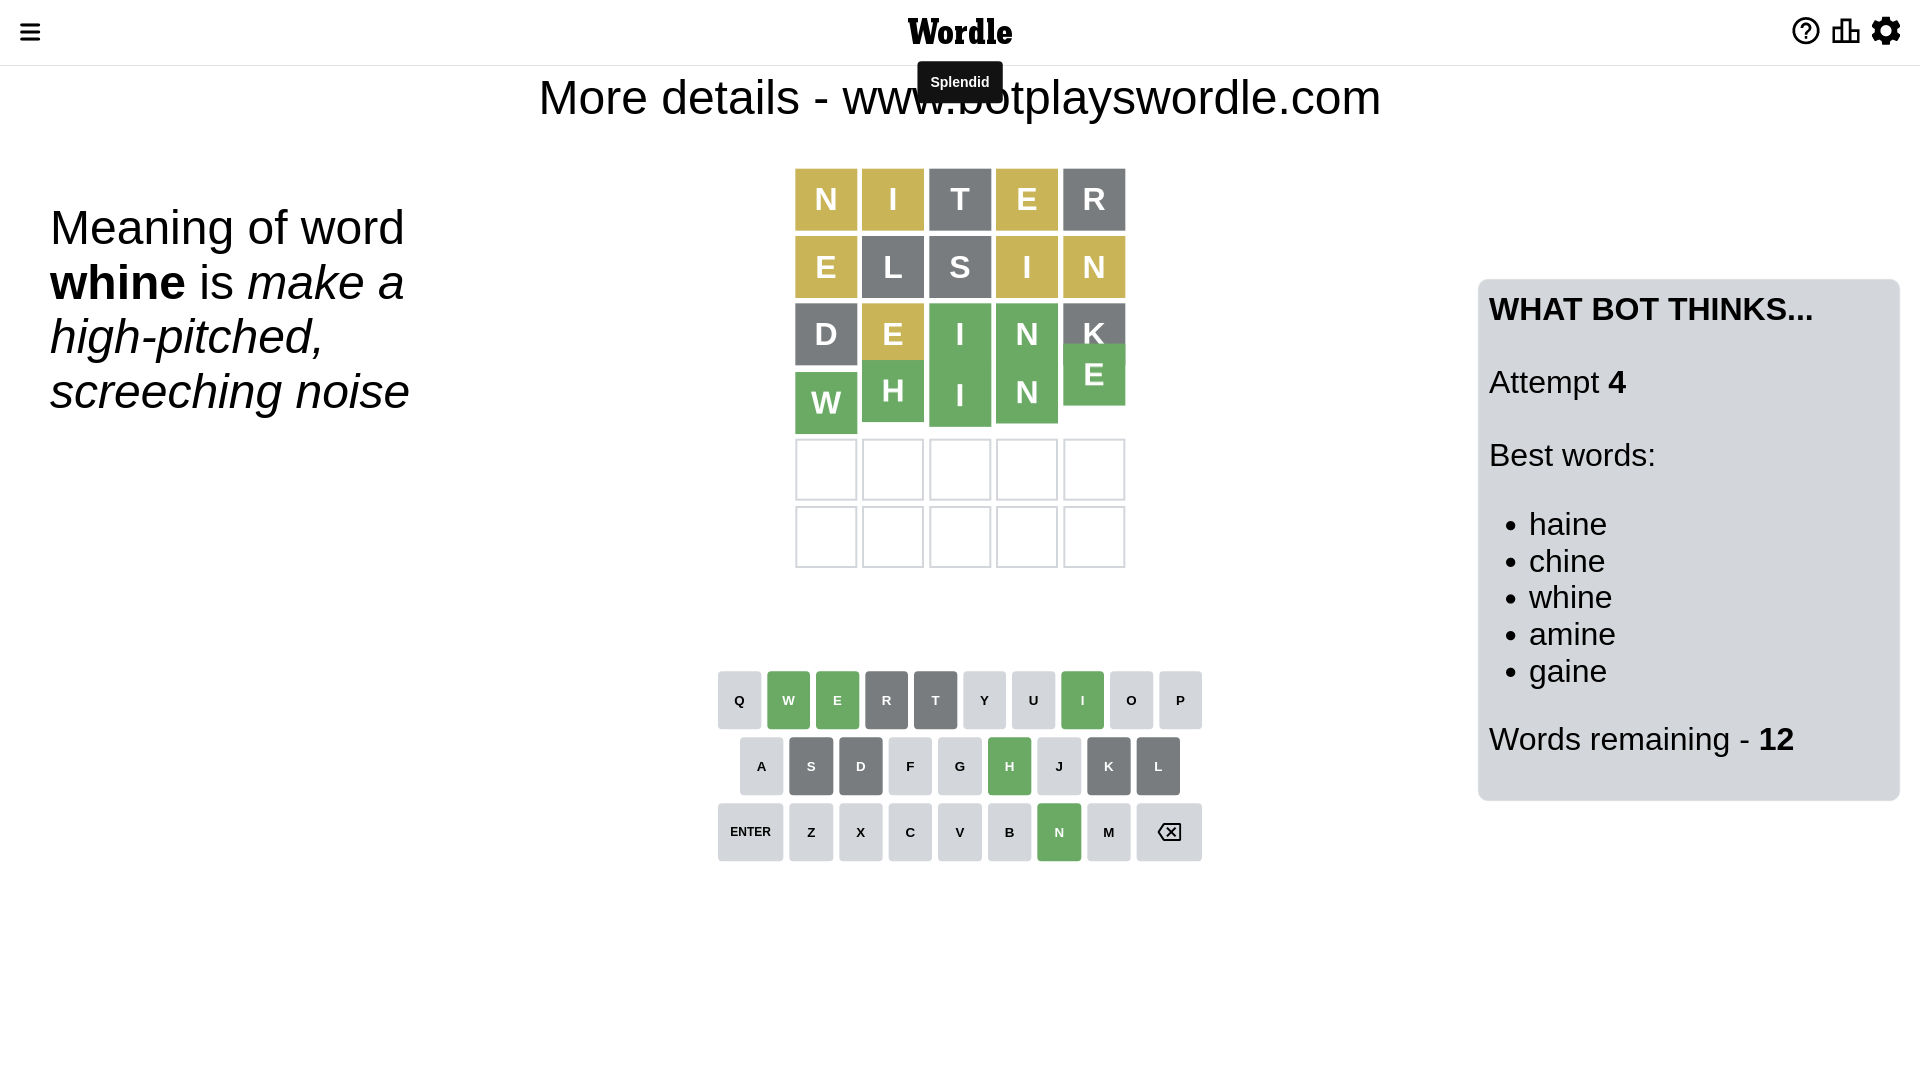 Wordle
Splendid
More details - www.botplayswordle.com
Meaning of word
whine is make a
high-pitched,
screeching noise
N I T E R
E L S I N
D E I N K
W H I N E
WHAT BOT THINKS...
Attempt 4
Best words:
haine
chine
whine
amine
gaine
Words remaining - 12
Q W E R T Y U I O P
A S D F G H J K L
ENTER Z X C V B N M